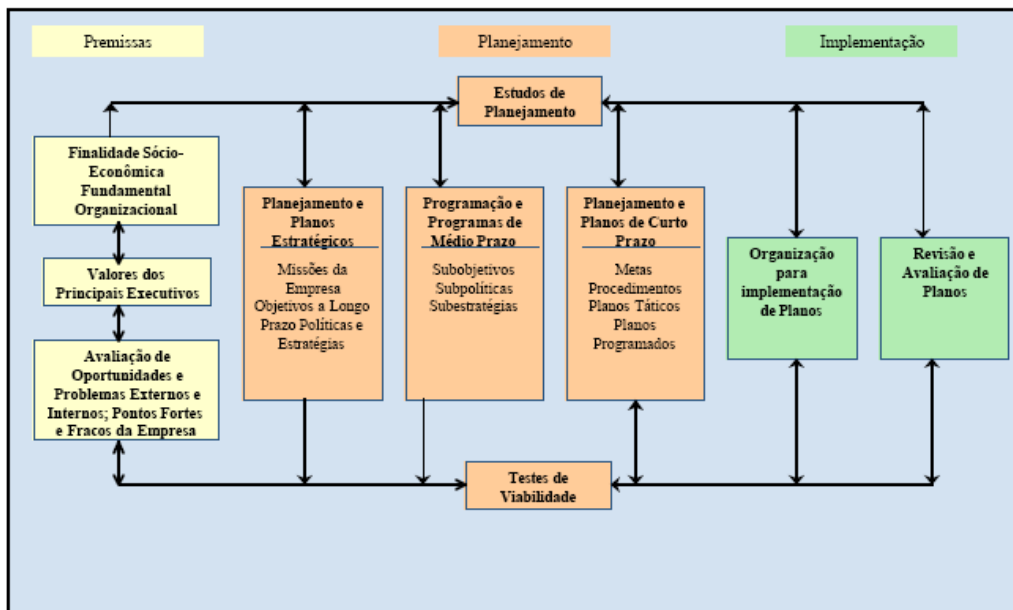 Premissas
Planejamento
Implementação
Estudos de
Planejamento
Finalidade Sócio-
Econômica
Fundamental
Organizacional
Valores dos
Principais Executivos
Avaliação de
Oportunidades e
Problemas Externos e
Internos; Pontos Fortes
e Fracos da Empresa
Planejamento e
Planos
Estratégicos
Missões da
Empresa
Objetivos a Longo
Prazo Políticas e
Estratégias
Programação e
Programas de
Médio Prazo
Subobjetivos
Subpolíticas
Subestratégias
Planejamento e
Planos de Curto
Prazo
Metas
Procedimentos
Planos Táticos
Planos
Programados
Organização
para
implementação
de Planos
Revisão e
Avaliação de
Planos
Testes de
Viabilidade